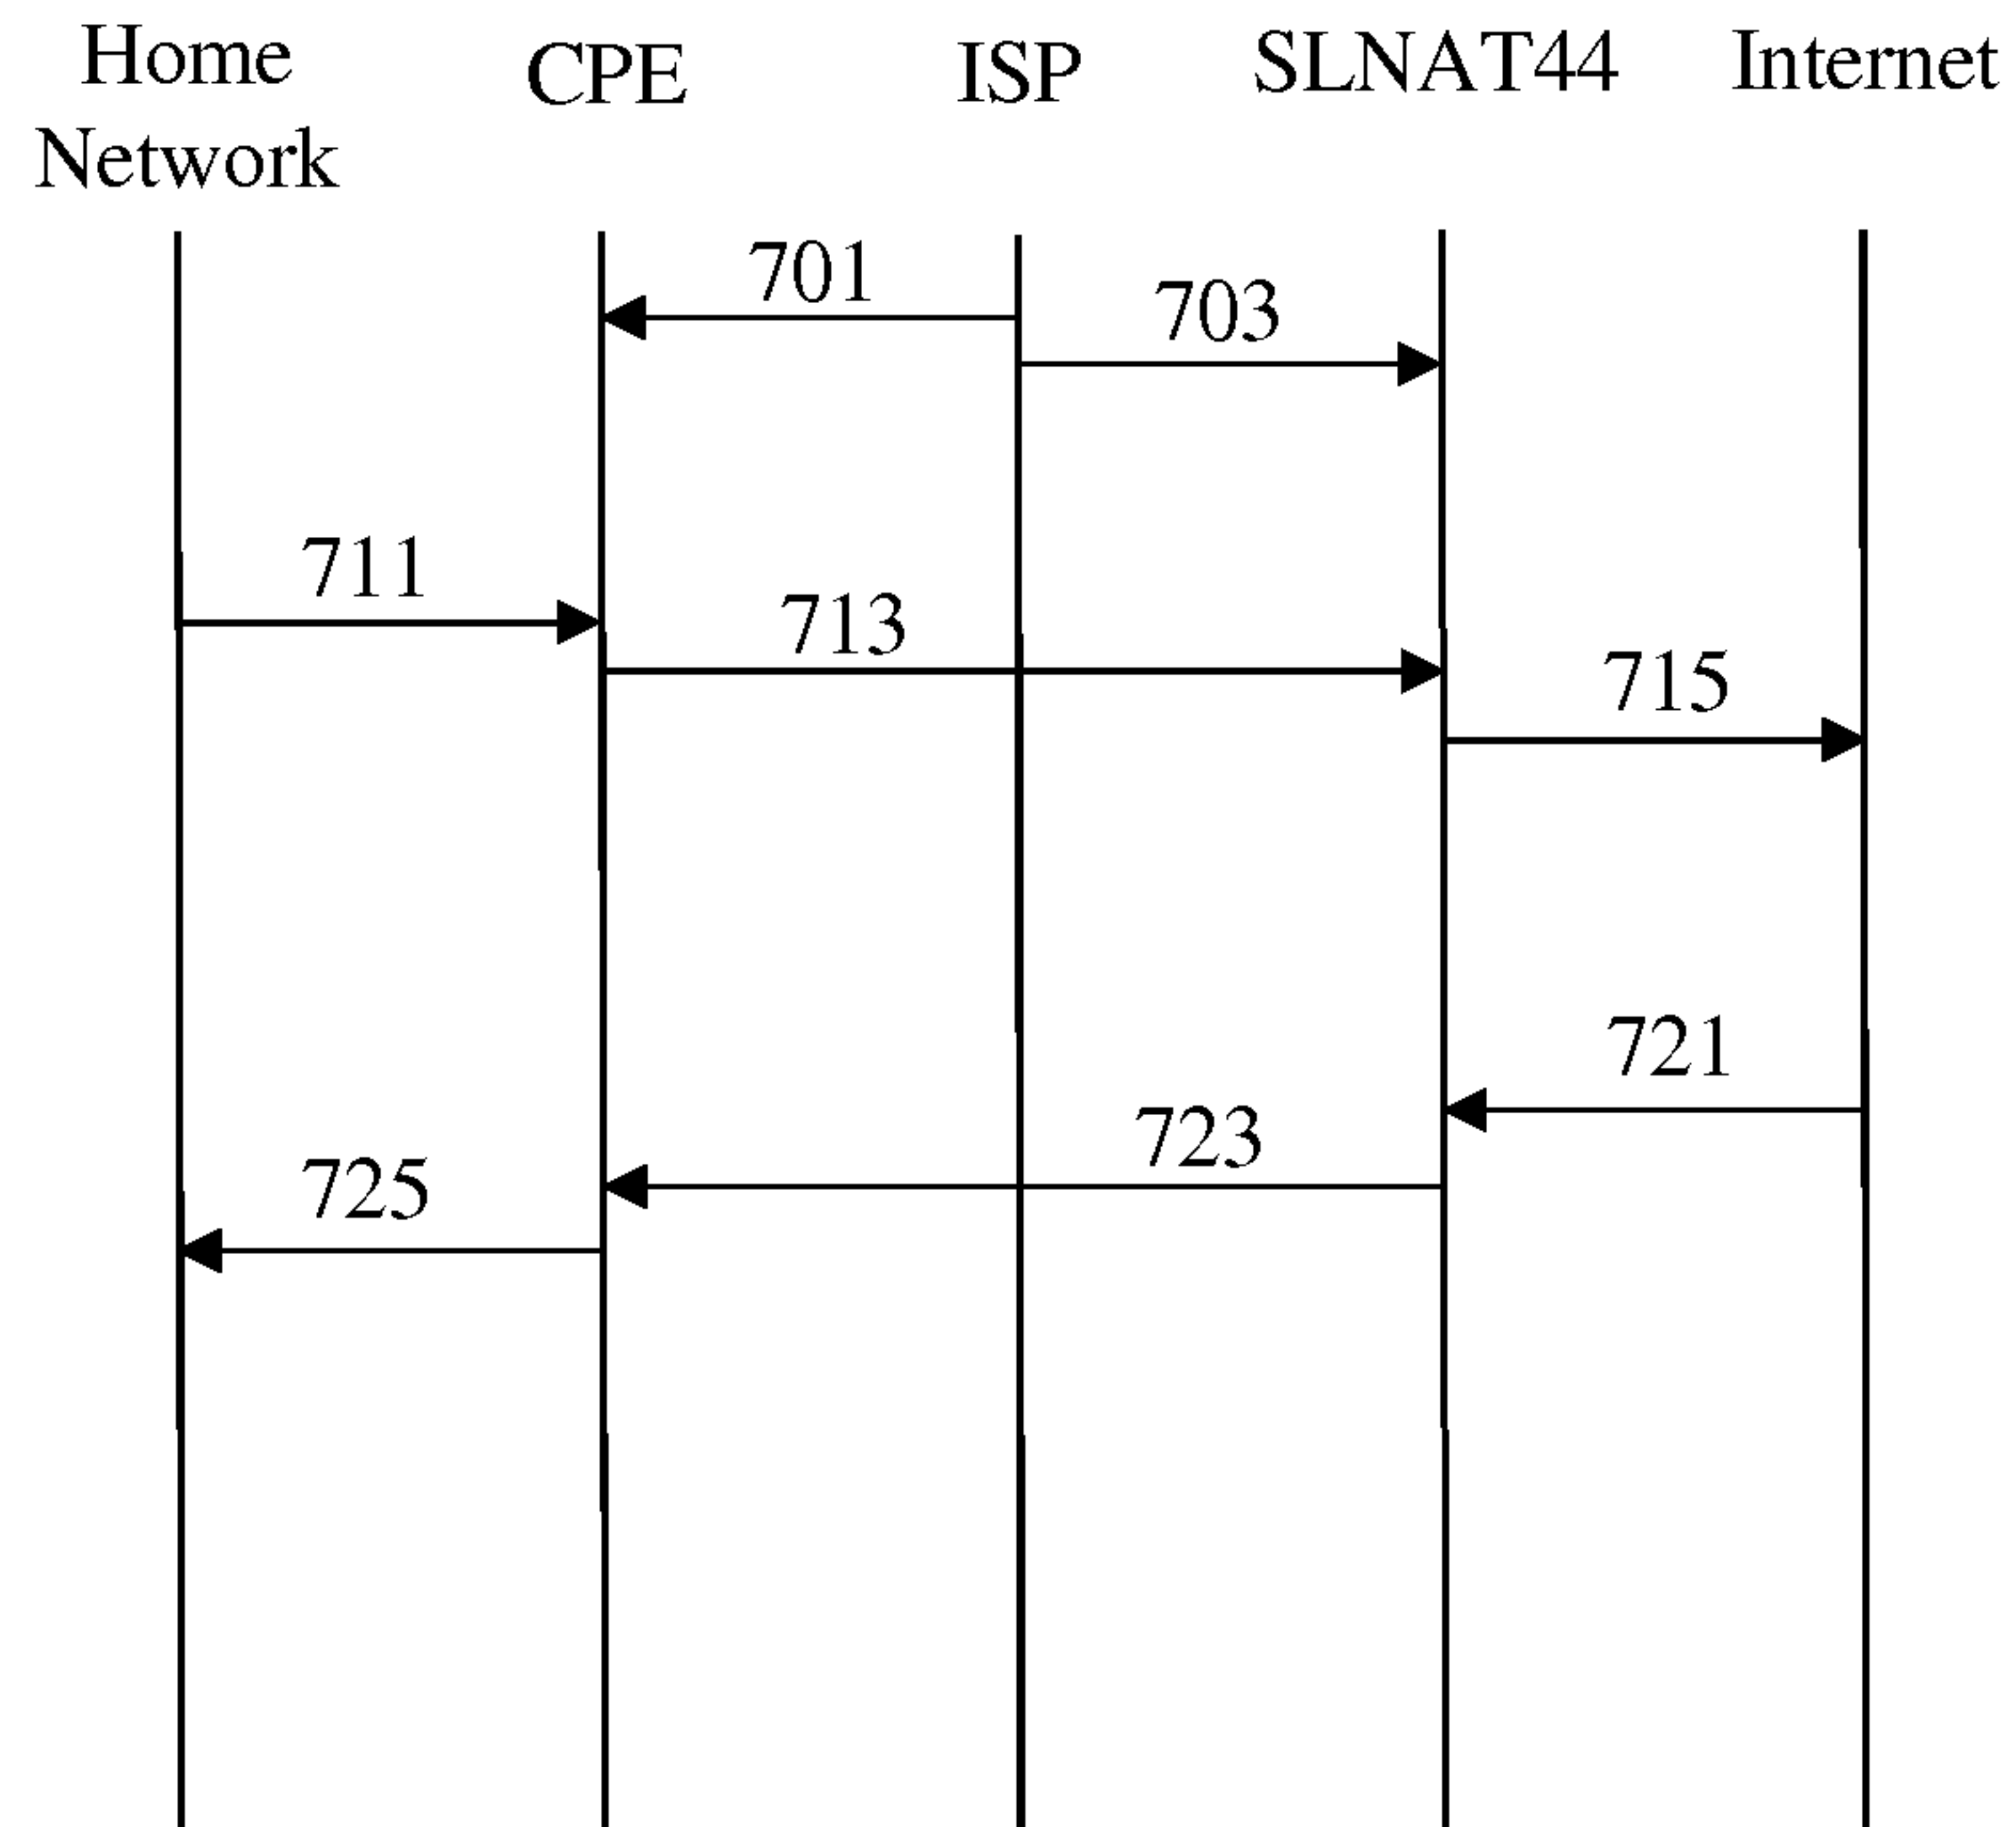 Home
Network
CPE
ISP
SLNAT44
Internet
701
703
711
713
715
721
723
725